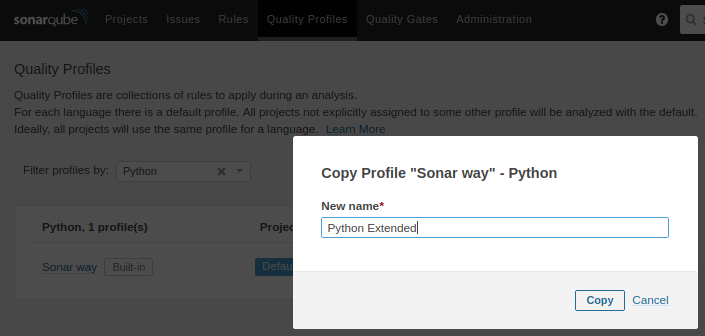 sonarqube Projects Issues Rules Quality Profiles Quality Gates Administration ?
Quality Profiles
Quality Profiles are collections of rules to apply during an analysis.
For each language there is a default profile. All projects not explicitly assigned to some other profile will be analyzed with the default.
Ideally, all projects will use the same profile for a language. Learn More
Filter profiles by: Python
Copy Profile "Sonar way" - Python
New name*
Python Extended
Python, 1 profile(s)
Sonar way Built-in
Copy Cancel